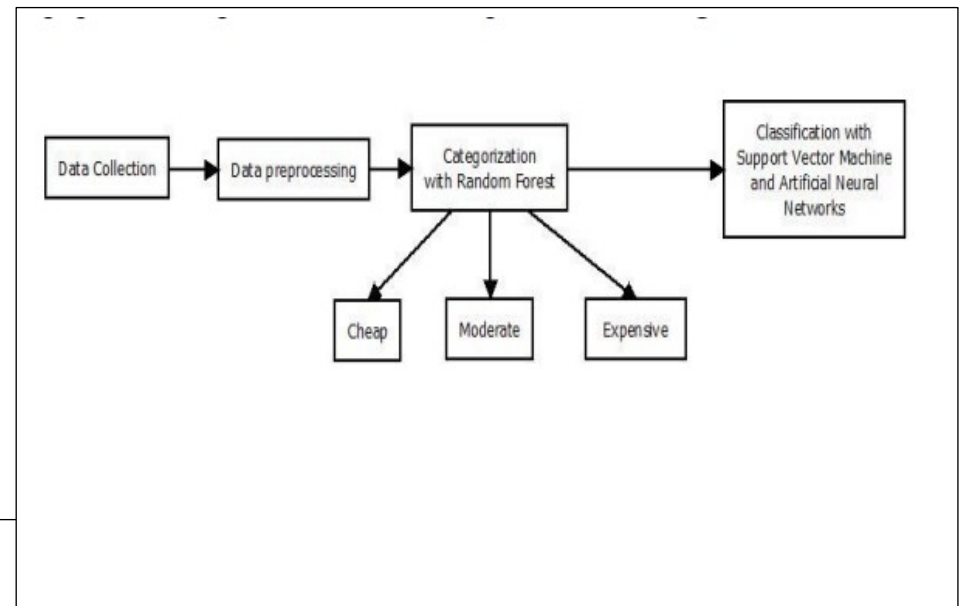 Data Collection
Data preprocessing
Categorization
with Random Forest
Classification with
Support Vector Machine
and Artificial Neural
Networks
Cheap
Moderate
Expensive